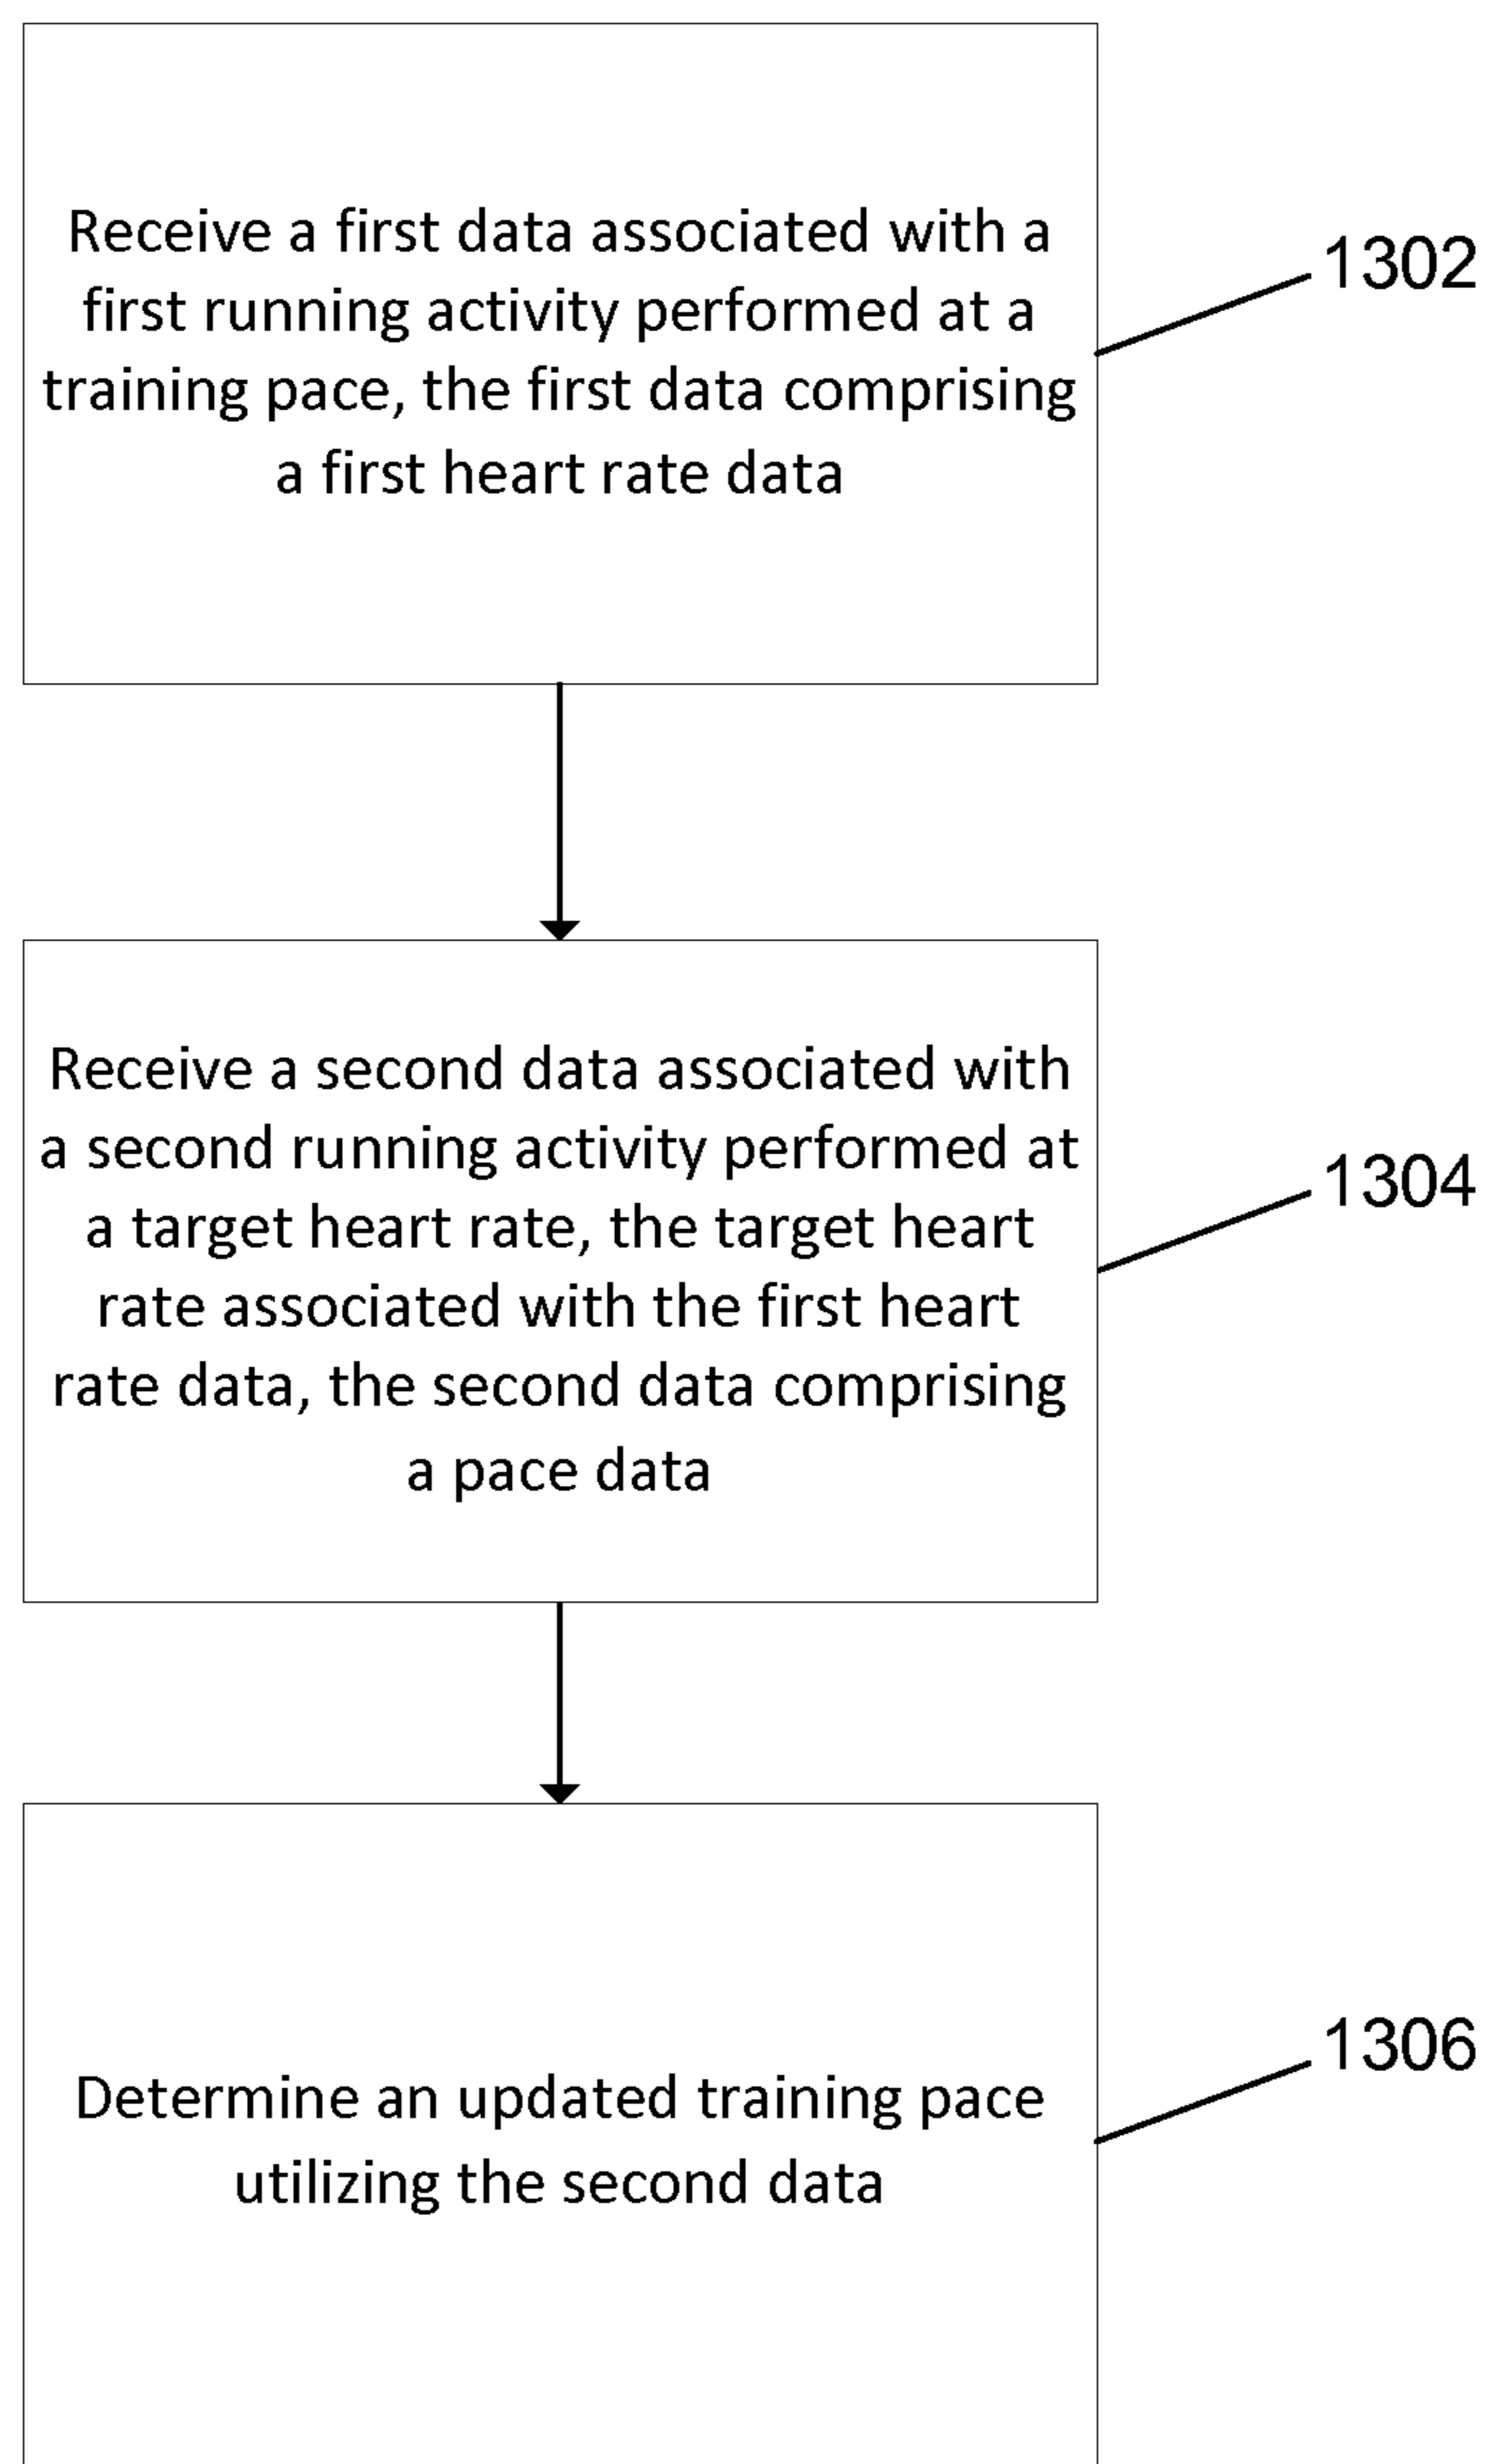 Receive a first data associated with a
first running activity performed at a
training pace, the first data comprising
a first heart rate data
1302
Receive a second data associated with
a second running activity performed at
a target heart rate, the target heart
rate associated with the first heart
rate data, the second data comprising
a pace data
1304
Determine an updated training pace
utilizing the second data
1306